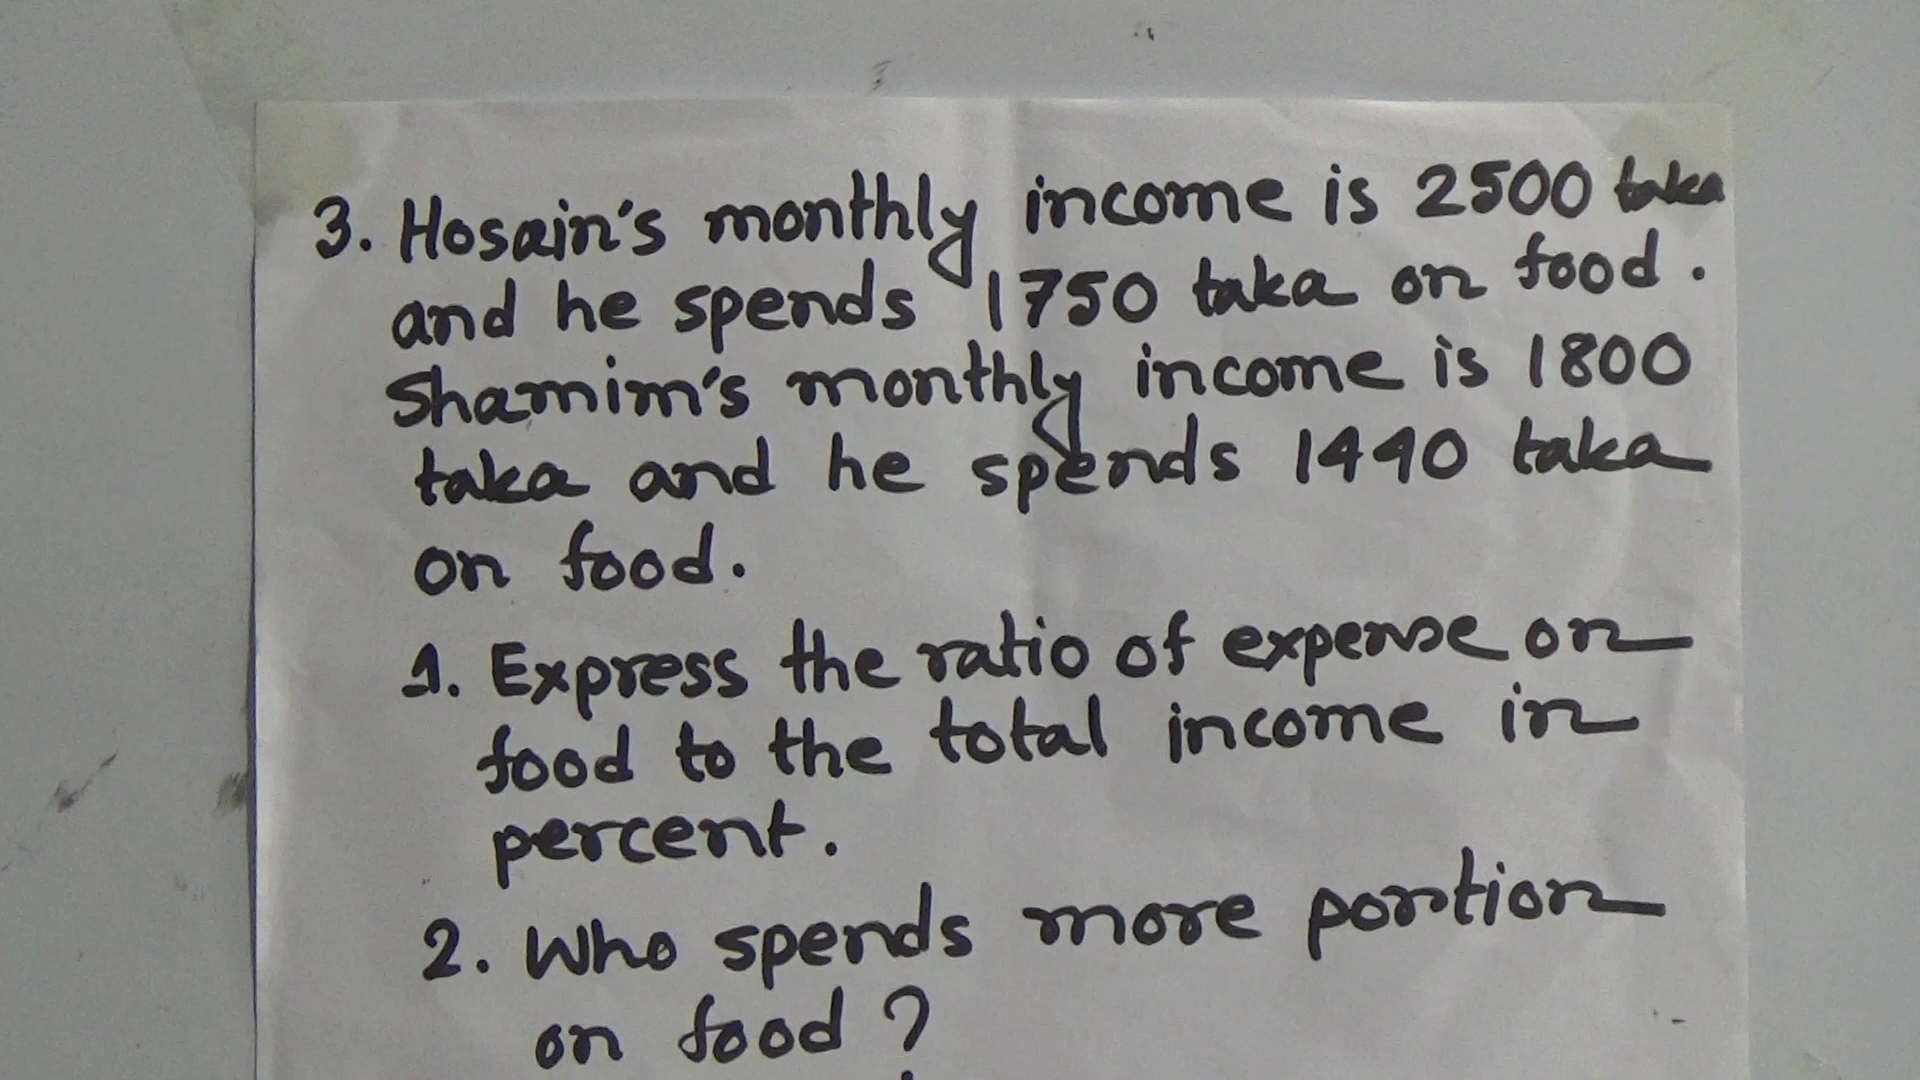 3. Hosain's monthly income is 2500 taka
and he spends 1750 taka on food.
Shamim's monthly income is 1800
taka and he spends 1440 taka
on food.
1. Express the ratio of expense on
food to the total income in
percent.
2. Who spends more portion
on food?